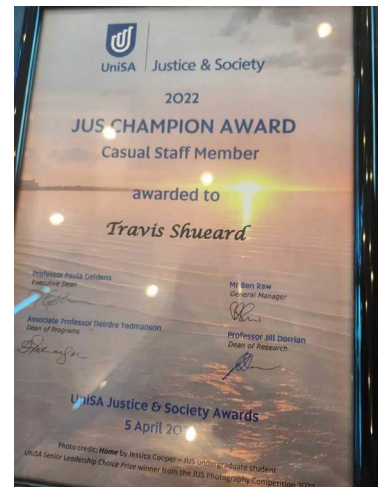 UniSA
Justice & Society
2022
JUS CHAMPION AWARD
Casual Staff Member
awarded to
Travis Shueard
Professor Paula Geldens
Executive Dean
Associate Professor Deirdre Tedmanson
Dean of Programs
Mr Ben Raw
General Manager
Professor Jill Dorrian
Dean of Research
UniSA Justice & Society Awards
5 April
Photo credit: Home by Jessica Cooper – JUS undergraduate student
UniSA Senior Leadership Choice Prize winner from the JUS Photography Competition